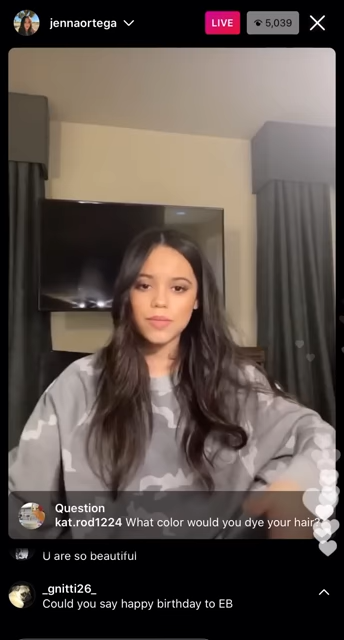 jennaortega
LIVE
5,039
Question
kat.rod1224 What color would you dye your hair?
U are so beautiful
_gnitti26_
Could you say happy birthday to EB